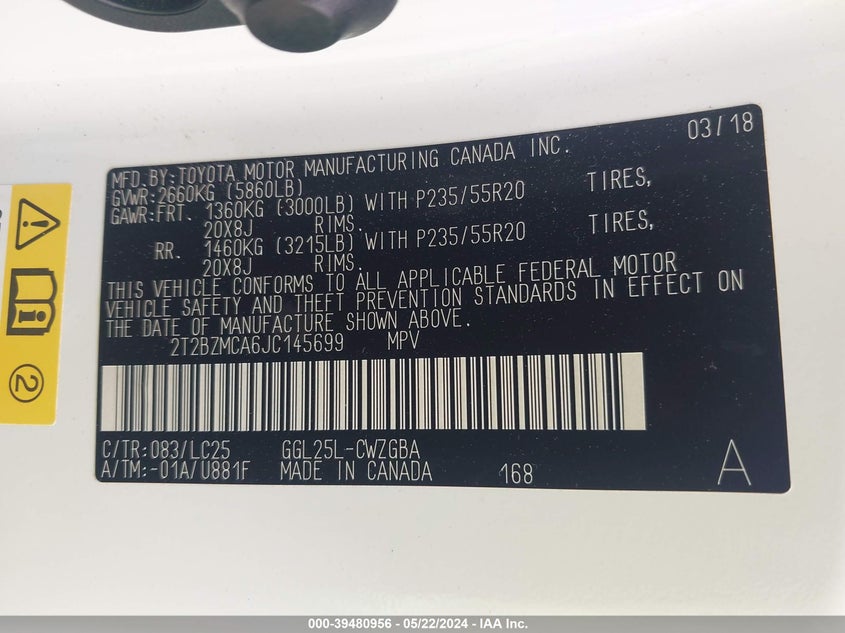 03/18
MFD.BY:TOYOTA MOTOR MANUFACTURING CANADA INC.
GVWR:2660KG (5860LB)
GAWR:FRT. 1360KG (3000LB) WITH P235/55R20 TIRES,
20X8J RIMS.
RR. 1460KG (3215LB) WITH P235/55R20 TIRES,
20X8J RIMS.
THIS VEHICLE CONFORMS TO ALL APPLICABLE FEDERAL MOTOR
VEHICLE SAFETY AND THEFT PREVENTION STANDARDS IN EFFECT ON
THE DATE OF MANUFACTURE SHOWN ABOVE.
2T2BZMCA6JC145699 MPV
C/TR:083/LC25 GGL25L-CWZGBA
A/TM:-01A/U881F MADE IN CANADA 168 A
2
000-39480956 - 05/22/2024 - IAA Inc.